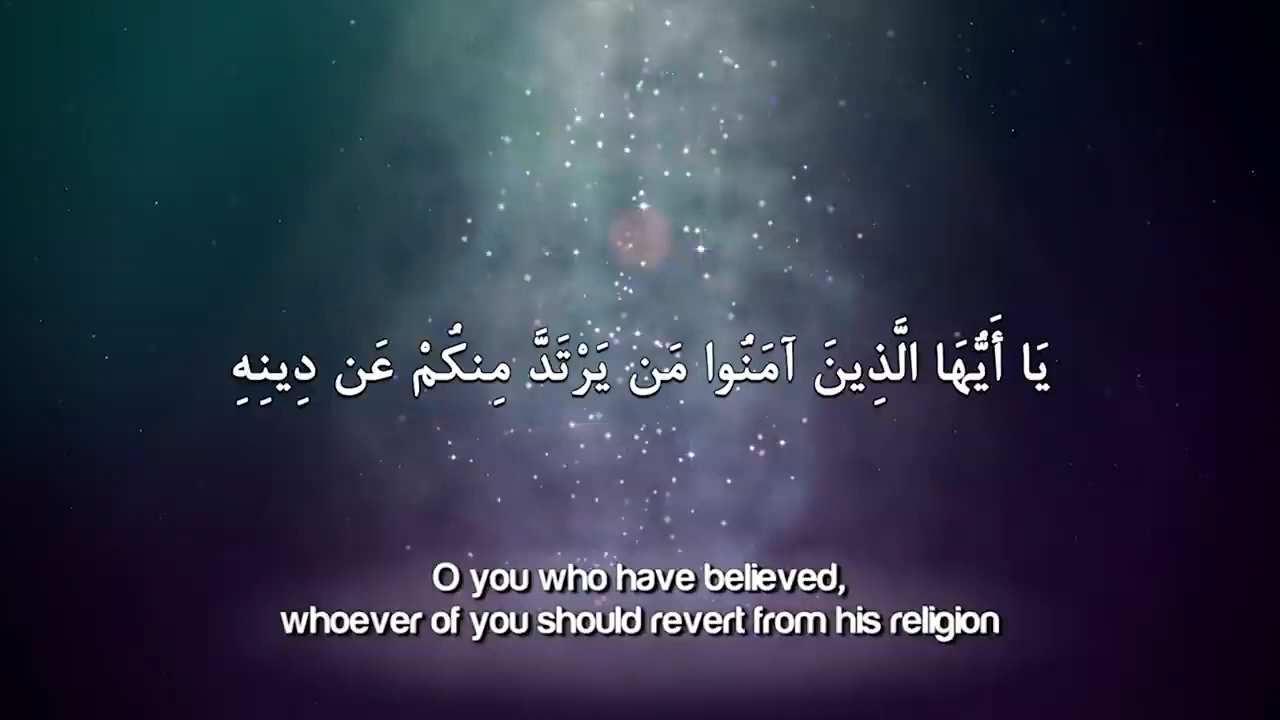 يَا أَيُّهَا الَّذِينَ آمَنُوا مَن يَرْتَدَّ مِنكُمْ عَن دِينِهِ
O you who have believed,
whoever of you should revert from his religion